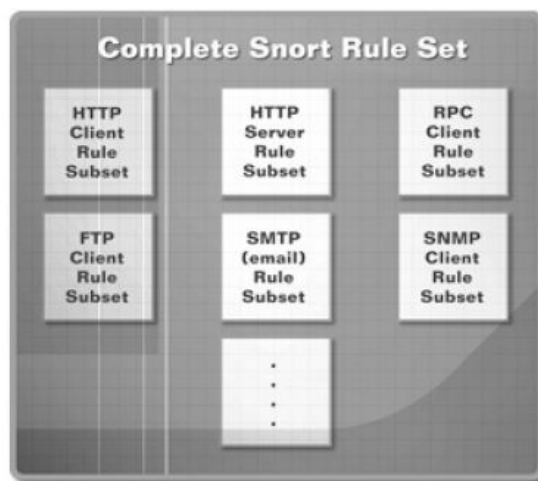 Complete Snort Rule Set
HTTP
Client
Rule
Subset
HTTP
Server
Rule
Subset
RPC
Client
Rule
Subset
FTP
Client
Rule
Subset
SMTP
(email)
Rule
Subset
SNMP
Client
Rule
Subset
.
.
.
.